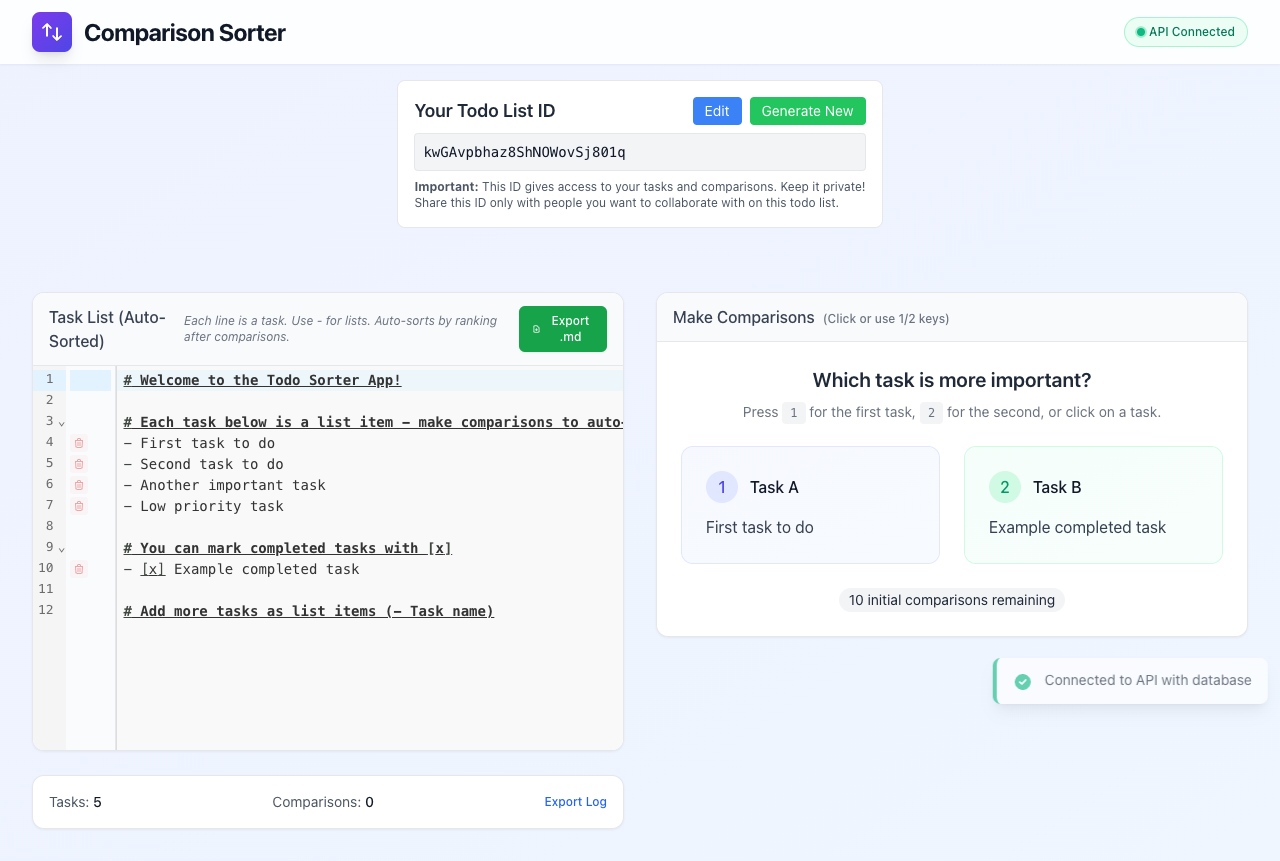 Comparison Sorter
API Connected
Your Todo List ID
Edit
Generate New
kwGAvpbhaz8ShNOWovSj801q
Important: This ID gives access to your tasks and comparisons. Keep it private!
Share this ID only with people you want to collaborate with on this todo list.
Task List (Auto-
Sorted)
Each line is a task. Use - for lists. Auto-sorts by ranking
after comparisons.
Export
.md
1 # Welcome to the Todo Sorter App!
2
3 # Each task below is a list item - make comparisons to auto-
4 - First task to do
5 - Second task to do
6 - Another important task
7 - Low priority task
8
9 # You can mark completed tasks with [x]
10 - [x] Example completed task
11
12 # Add more tasks as list items (- Task name)
Tasks: 5
Comparisons: 0
Export Log
Make Comparisons (Click or use 1/2 keys)
Which task is more important?
Press 1 for the first task, 2 for the second, or click on a task.
1 Task A
First task to do
2 Task B
Example completed task
10 initial comparisons remaining
Connected to API with database